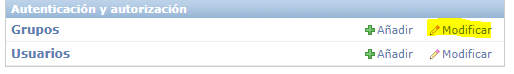 Autenticación y autorización
Grupos Añadir Modificar
Usuarios Añadir Modificar